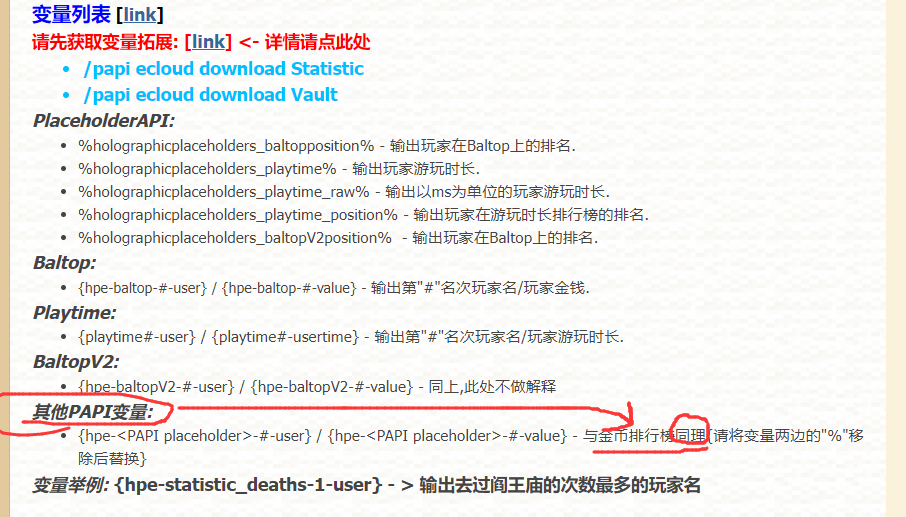 变量列表 [link]
请先获取变量拓展: [link] <- 详情请点此处
• /papi ecloud download Statistic
• /papi ecloud download Vault
PlaceholderAPI:
• %holographicplaceholders_baltopposition% - 输出玩家在Baltop上的排名.
• %holographicplaceholders_playtime% - 输出玩家游玩时长.
• %holographicplaceholders_playtime_raw% - 输出以ms为单位的玩家游玩时长.
• %holographicplaceholders_playtime_position% - 输出玩家在游玩时长排行榜的排名.
• %holographicplaceholders_baltopV2position% - 输出玩家在Baltop上的排名.
Baltop:
• {hpe-baltop-#-user} / {hpe-baltop-#-value} - 输出第"#"名次玩家名/玩家金钱.
Playtime:
• {playtime#-user} / {playtime#-usertime} - 输出第"#"名次玩家名/玩家游玩时长.
BaltopV2:
• {hpe-baltopV2-#-user} / {hpe-baltopV2-#-value} - 同上,此处不做解释
其他PAPI变量:
• {hpe-<PAPI placeholder>-#-user} / {hpe-<PAPI placeholder>-#-value} - 与金币排行榜同理{请将变量两边的"%"移
除后替换}
变量举例: {hpe-statistic_deaths-1-user} - > 输出去过阎王庙的次数最多的玩家名